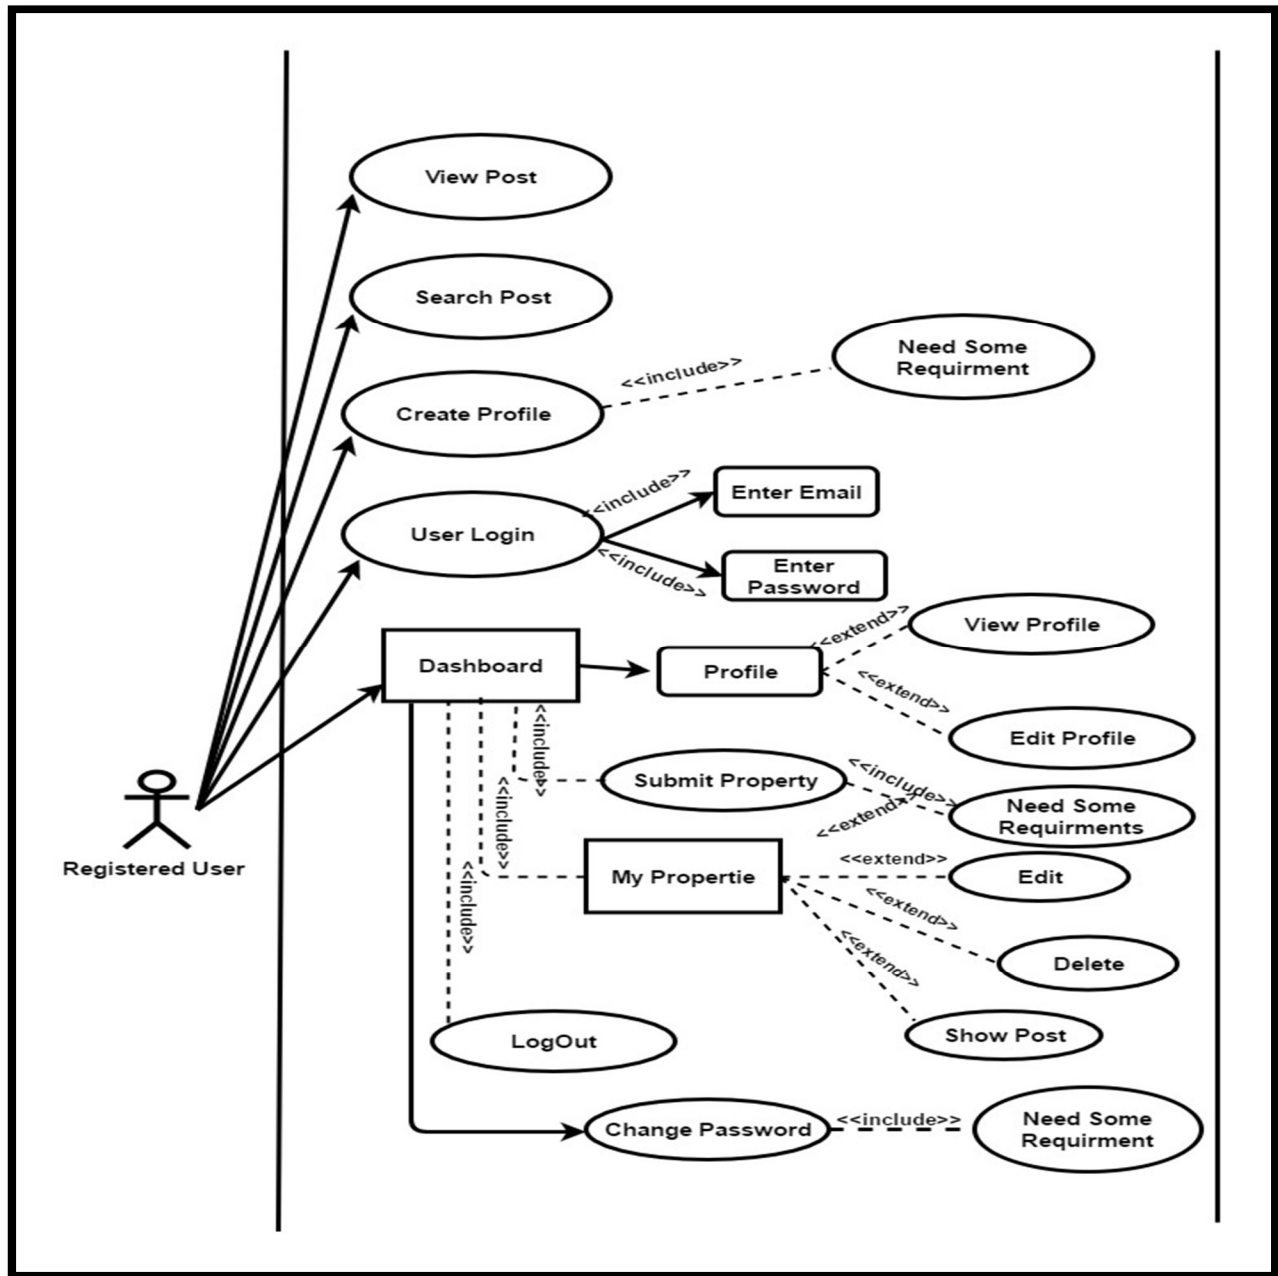 View Post
Search Post
Need Some
Requirment
<<include>>
Create Profile
<<include>>
Enter Email
User Login
<<include>>
Enter
Password
<<extend>>
View Profile
Dashboard
Profile
<<extend>>
Edit Profile
<<include>>
Submit Property
<<include>>
Need Some
Requirments
<<extend>>
<<include>>
Registered User
My Propertie
<<extend>>
Edit
<<include>>
<<extend>>
<<extend>>
Delete
LogOut
Show Post
Change Password
<<include>>
Need Some
Requirment